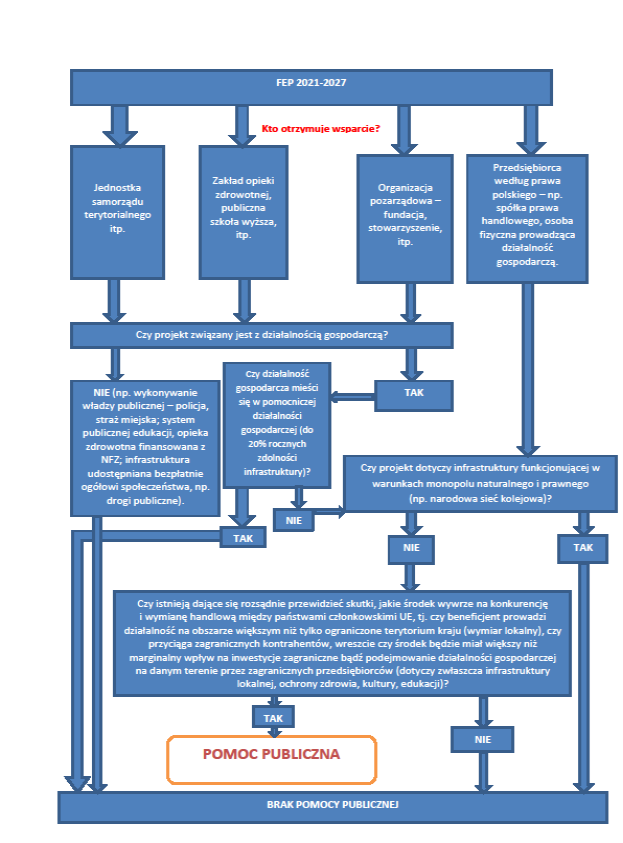 FEP 2021-2027
Kto otrzymuje wsparcie?
Jednostka
samorządu
terytorialnego
itp.
Zakład opieki
zdrowotnej,
publiczna
szkoła wyższa,
itp.
Organizacja
pozarządowa –
fundacja,
stowarzyszenie,
itp.
Przedsiębiorca
według prawa
polskiego – np.
spółka prawa
handlowego, osoba
fizyczna prowadząca
działalność
gospodarczą.
Czy projekt związany jest z działalnością gospodarczą?
NIE (np. wykonywanie
władzy publicznej – policja,
straż miejska; system
publicznej edukacji, opieka
zdrowotna finansowana z
NFZ; infrastruktura
udostępniana bezpłatnie
ogółowi społeczeństwa, np.
drogi publiczne).
Czy działalność
gospodarcza mieści
się w pomocniczej
działalności
gospodarczej (do
20% rocznych
zdolności
infrastruktury)?
TAK
Czy projekt dotyczy infrastruktury funkcjonującej w
warunkach monopolu naturalnego i prawnego
(np. narodowa sieć kolejowa)?
NIE
TAK
NIE
TAK
Czy istnieją dające się rozsądnie przewidzieć skutki, jakie środek wywrze na konkurencję
i wymianę handlową między państwami członkowskimi UE, tj. czy beneficjent prowadzi
działalność na obszarze większym niż tylko ograniczone terytorium kraju (wymiar lokalny), czy
przyciąga zagranicznych kontrahentów, wreszcie czy środek będzie miał większy niż
marginalny wpływ na inwestycje zagraniczne bądź podejmowanie działalności gospodarczej
na danym terenie przez zagranicznych przedsiębiorców (dotyczy zwłaszcza infrastruktury
lokalnej, ochrony zdrowia, kultury, edukacji)?
TAK
NIE
POMOC PUBLICZNA
BRAK POMOCY PUBLICZNEJ